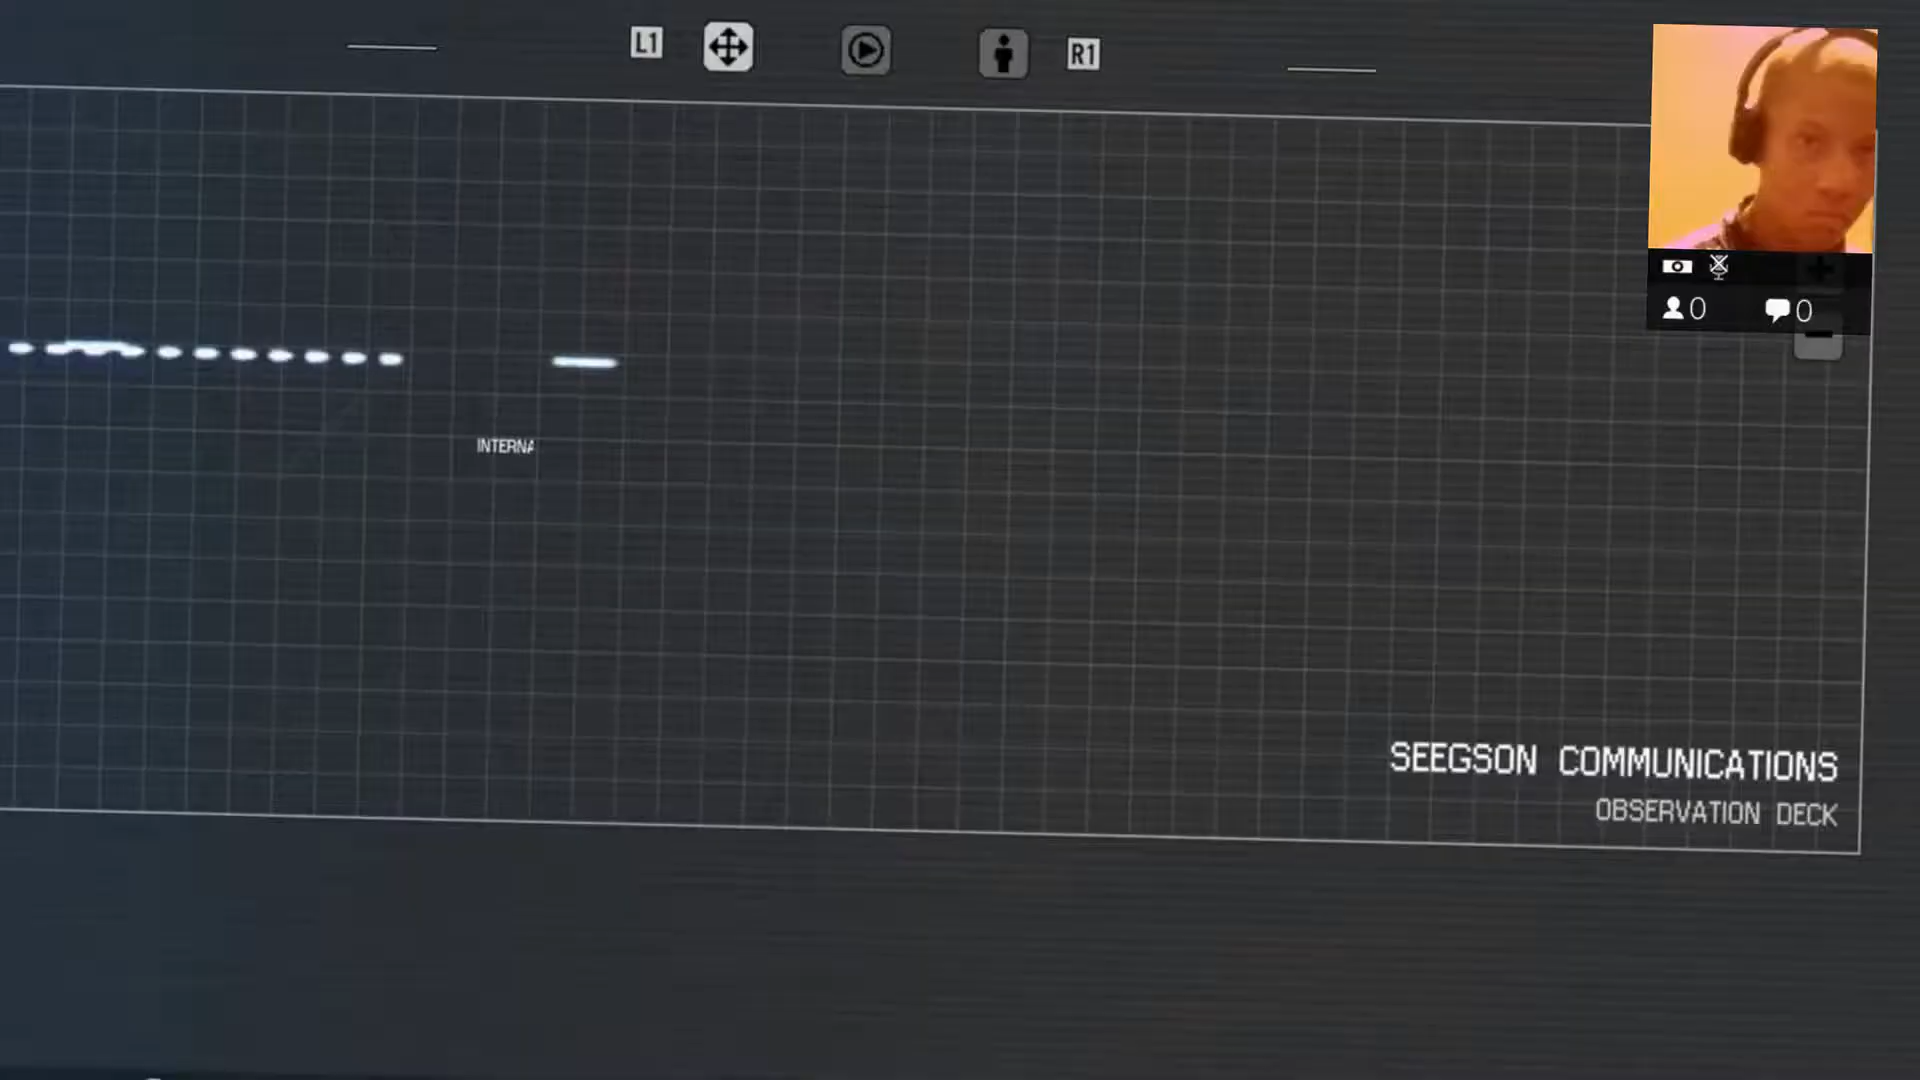 L1
R1
0
0
INTERNA
SEEGSON COMMUNICATIONS
OBSERVATION DECK